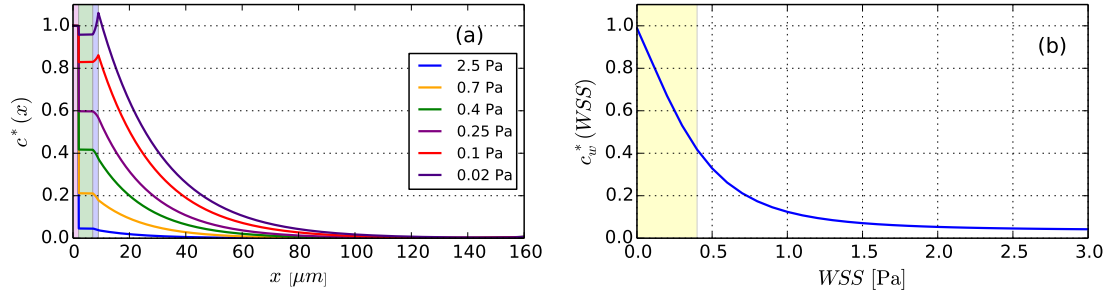 (a)
1.0
0.8
0.6
0.4
0.2
0.0
c*(x)
0 20 40 60 80 100 120 140 160
x [μm]
2.5 Pa
0.7 Pa
0.4 Pa
0.25 Pa
0.1 Pa
0.02 Pa
(b)
1.0
0.8
0.6
0.4
0.2
0.0
c_w^*(WSS)
0.0 0.5 1.0 1.5 2.0 2.5 3.0
WSS [Pa]